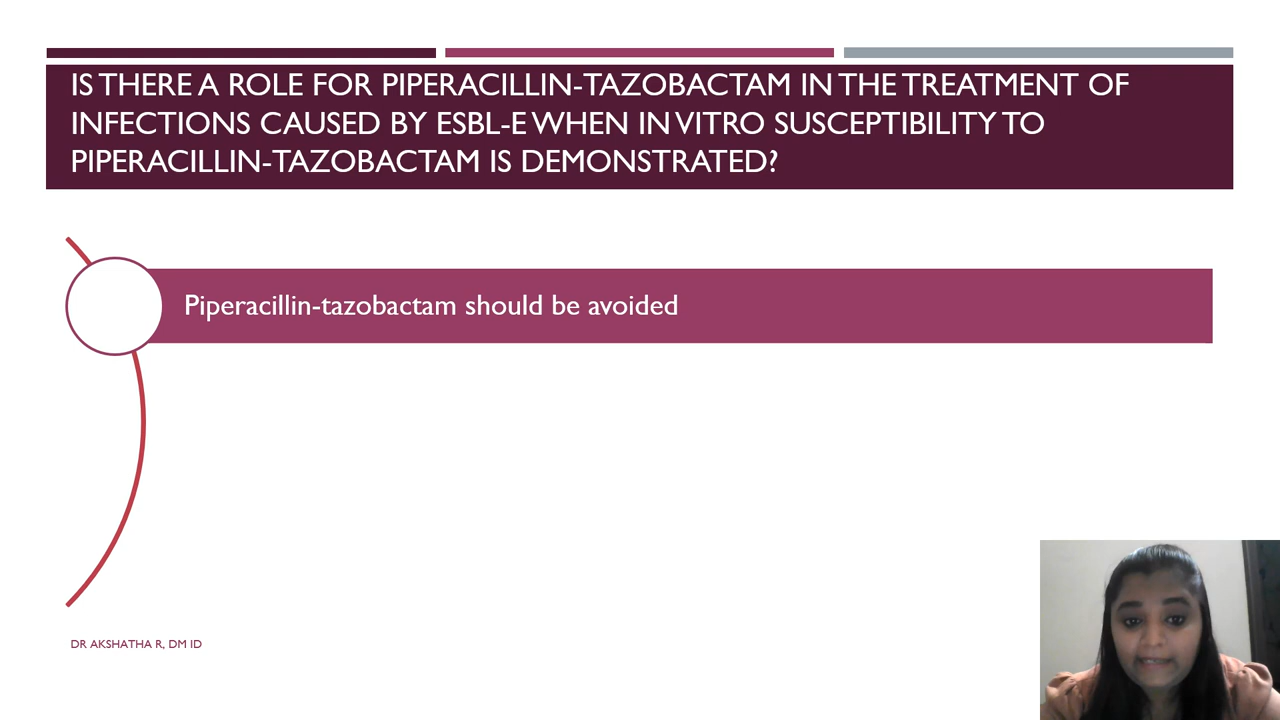 IS THERE A ROLE FOR PIPERACILLIN-TAZOBACTAM IN THE TREATMENT OF
INFECTIONS CAUSED BY ESBL-E WHEN IN VITRO SUSCEPTIBILITY TO
PIPERACILLIN-TAZOBACTAM IS DEMONSTRATED?
Piperacillin-tazobactam should be avoided
DR AKSHATHA R, DM ID